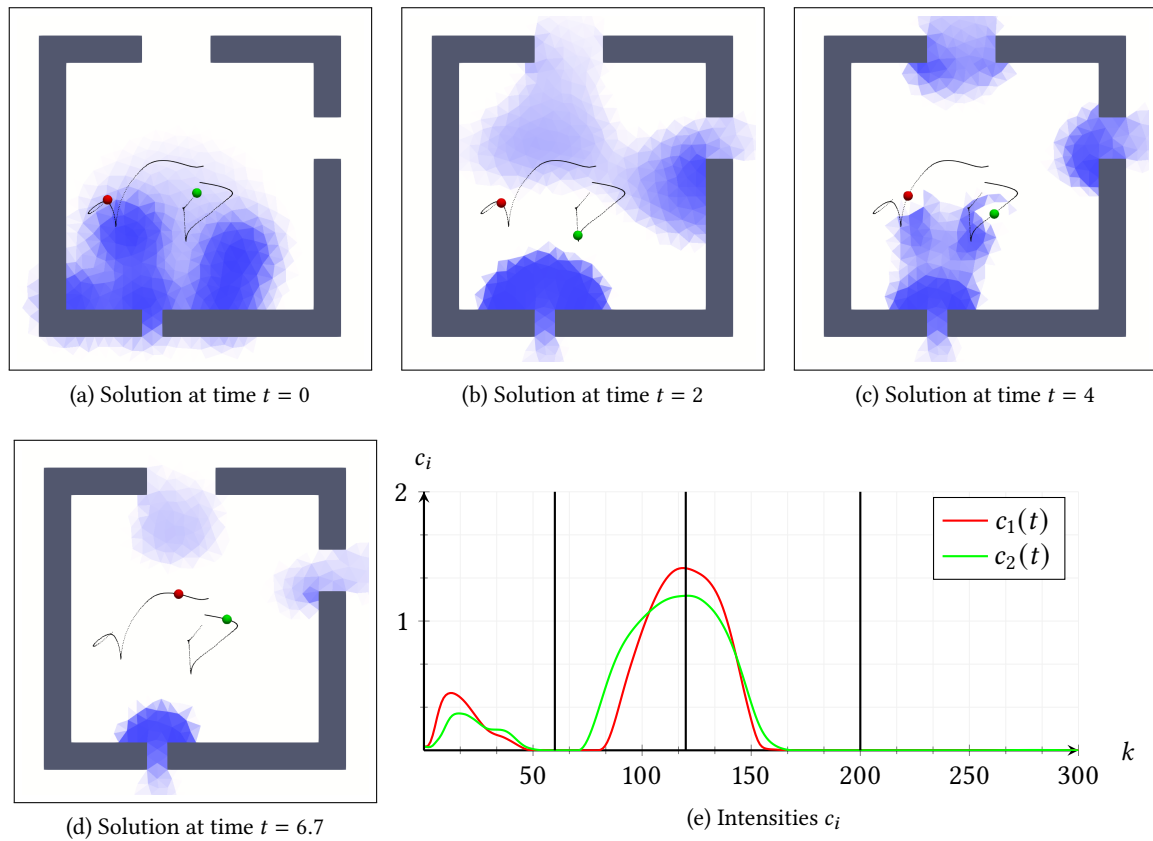 (a) Solution at time t = 0
(b) Solution at time t = 2
(c) Solution at time t = 4
(d) Solution at time t = 6.7
c_i
2
1
c_1(t)
c_2(t)
50
100
150
200
250
300
k
(e) Intensities c_i